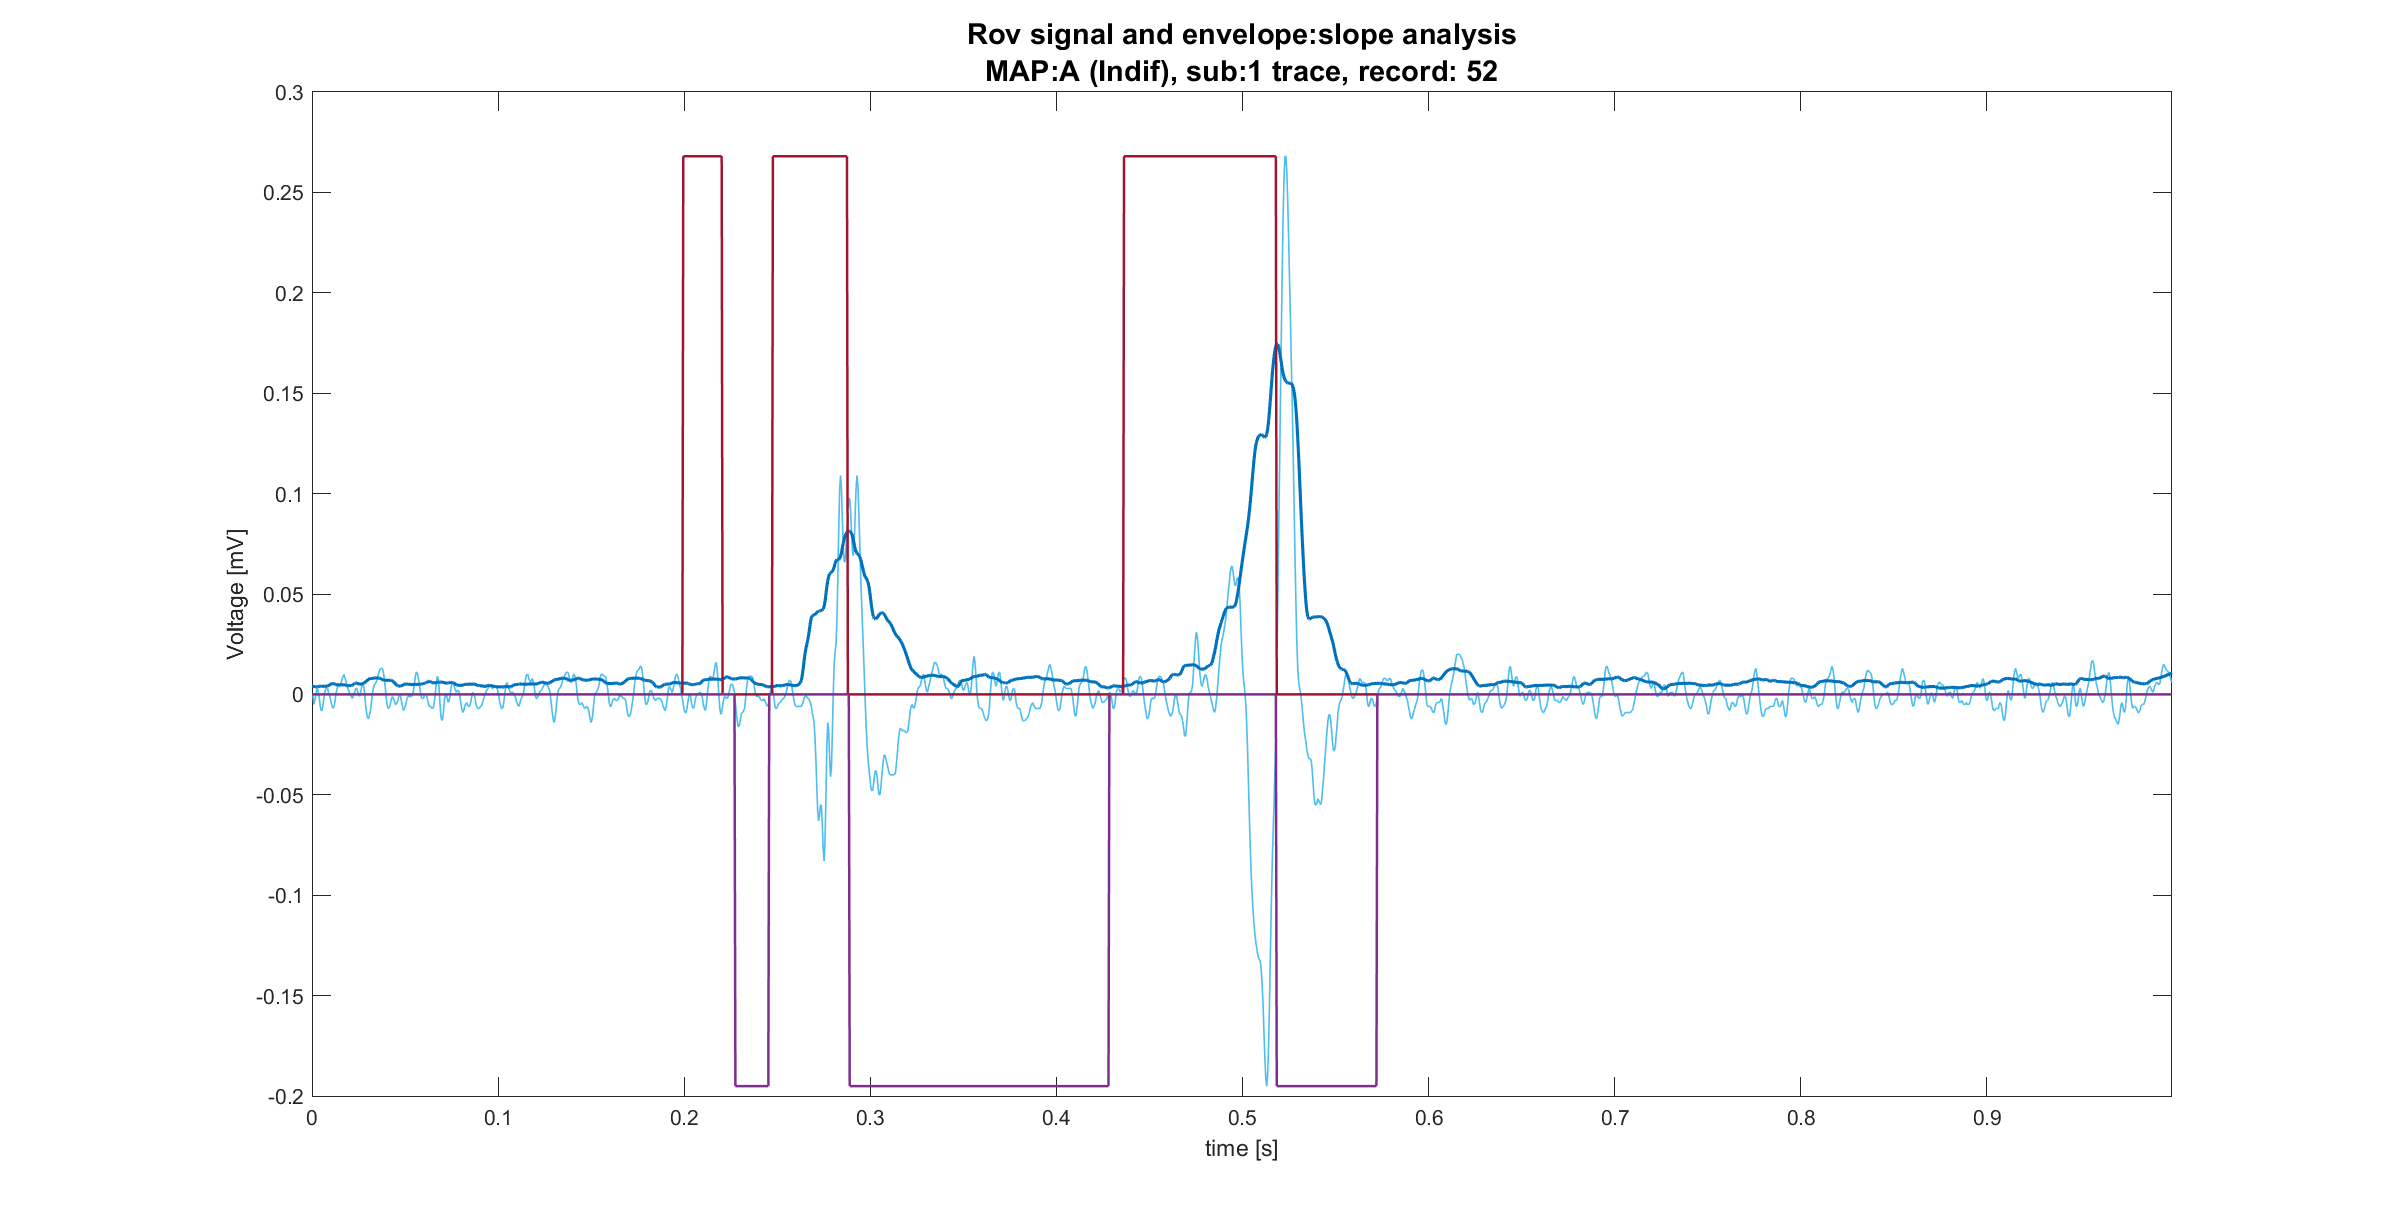 Rov signal and envelope:slope analysis
MAP:A (Indif), sub:1 trace, record: 52
0.3
0.25
0.2
0.15
0.1
0.05
0
-0.05
-0.1
-0.15
-0.2
Voltage [mV]
0 0.1 0.2 0.3 0.4 0.5 0.6 0.7 0.8 0.9
time [s]